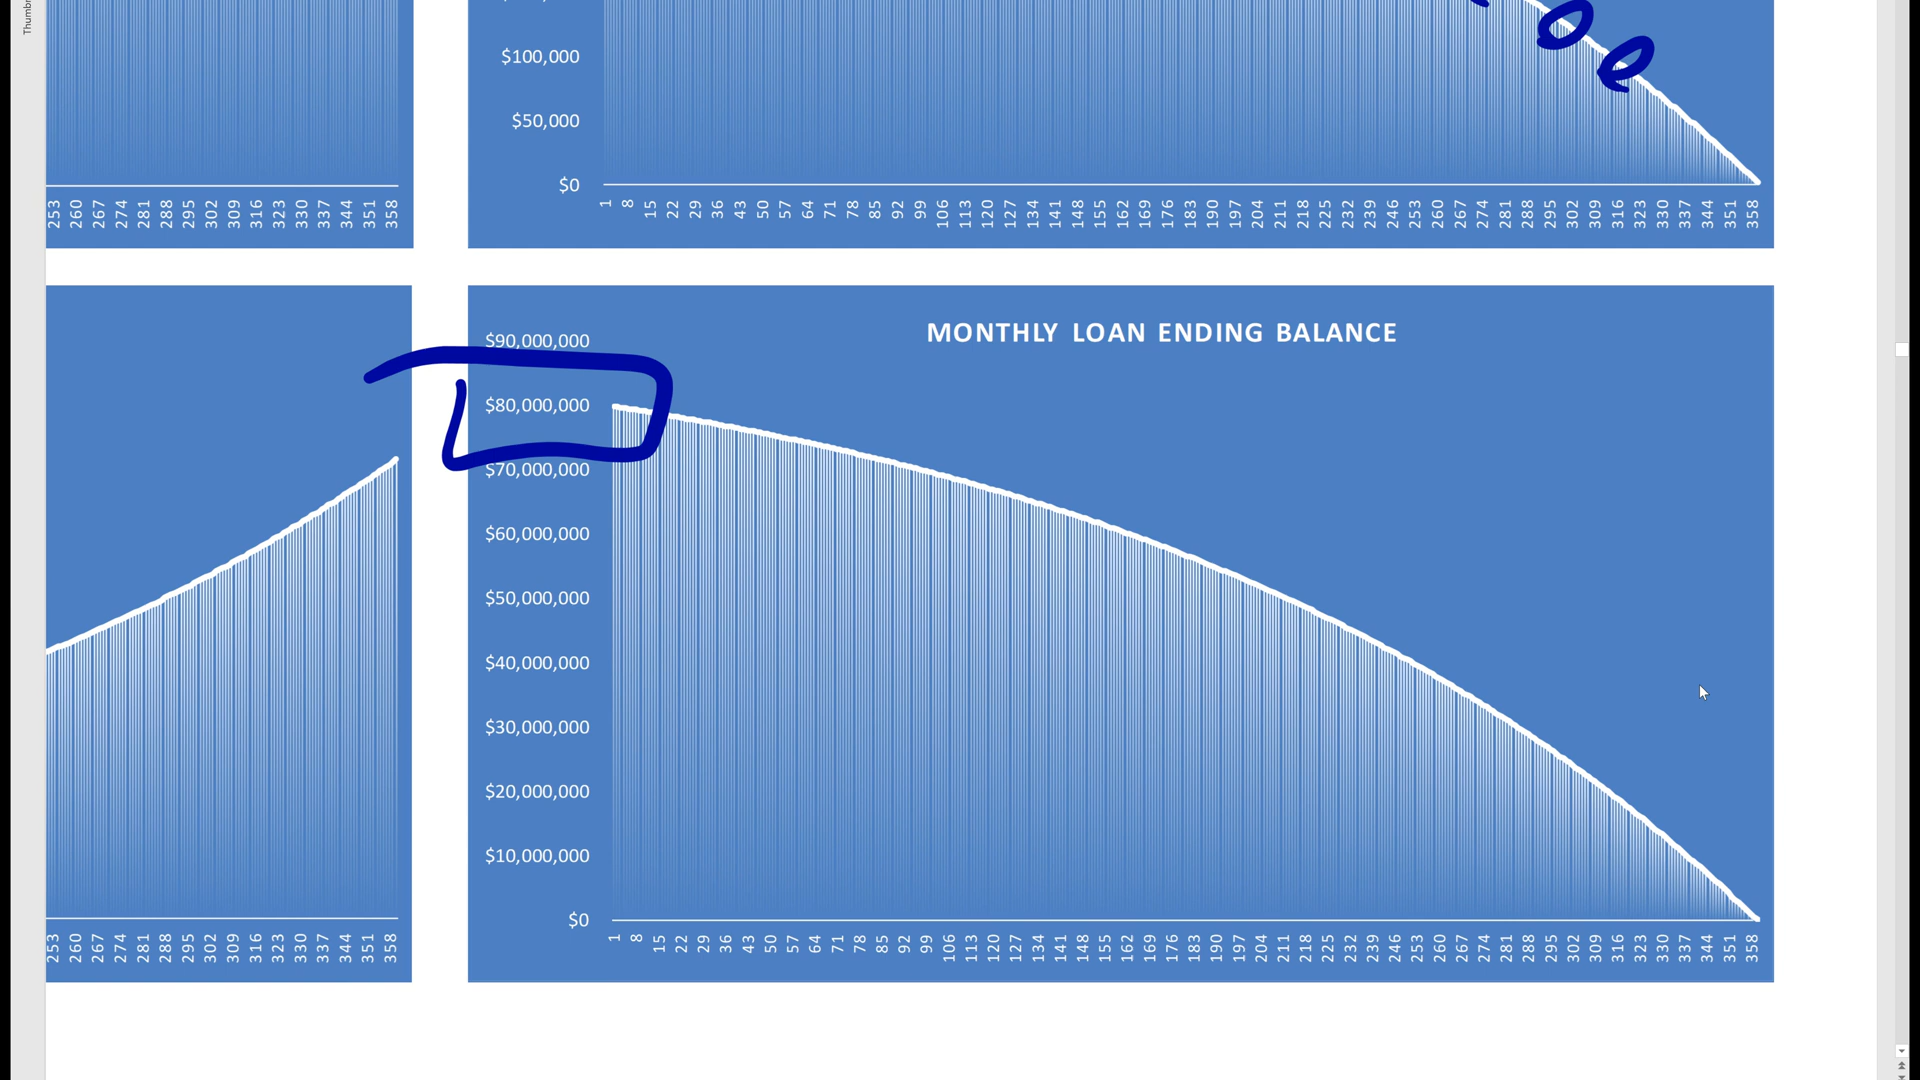 Thumb
$100,000
$50,000
$0
253 260 267 274 281 288 295 302 309 316 323 330 337 344 351 358
1 8 15 22 29 36 43 50 57 64 71 78 85 92 99 106 113 120 127 134 141 148 155 162 169 176 183 190 197 204 211 218 225 232 239 246 253 260 267 274 281 288 295 302 309 316 323 330 337 344 351 358
MONTHLY LOAN ENDING BALANCE
$90,000,000
$80,000,000
$70,000,000
$60,000,000
$50,000,000
$40,000,000
$30,000,000
$20,000,000
$10,000,000
$0
253 260 267 274 281 288 295 302 309 316 323 330 337 344 351 358
1 8 15 22 29 36 43 50 57 64 71 78 85 92 99 106 113 120 127 134 141 148 155 162 169 176 183 190 197 204 211 218 225 232 239 246 253 260 267 274 281 288 295 302 309 316 323 330 337 344 351 358